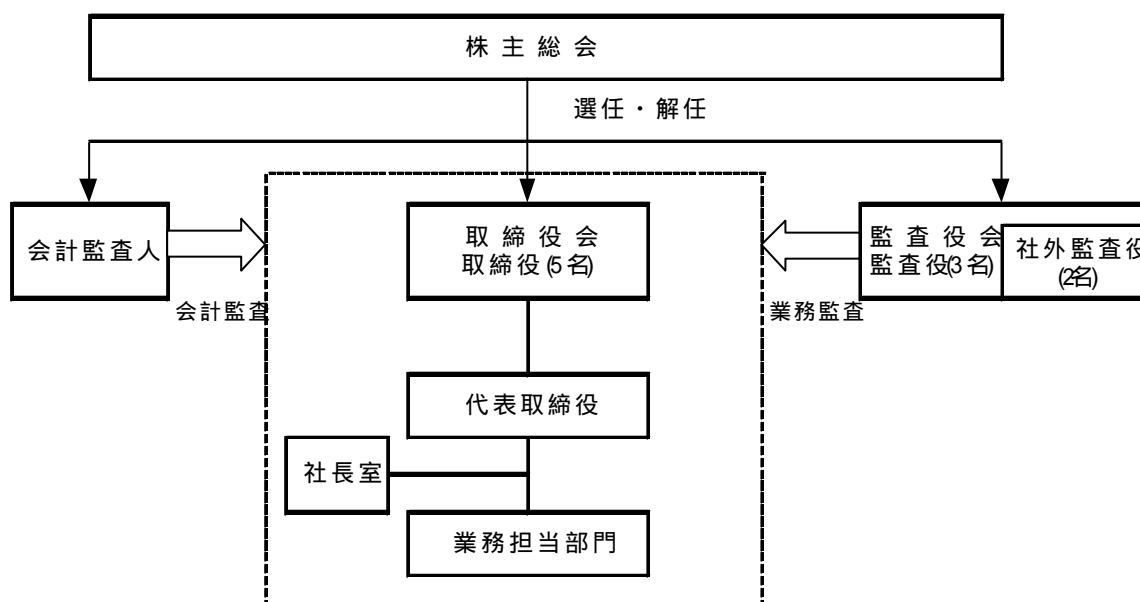 株主総会
選任・解任
会計監査人
取締役会
取締役(5名)
監査役会
監査役(3名)
社外監査役
(2名)
会計監査
業務監査
代表取締役
社長室
業務担当部門